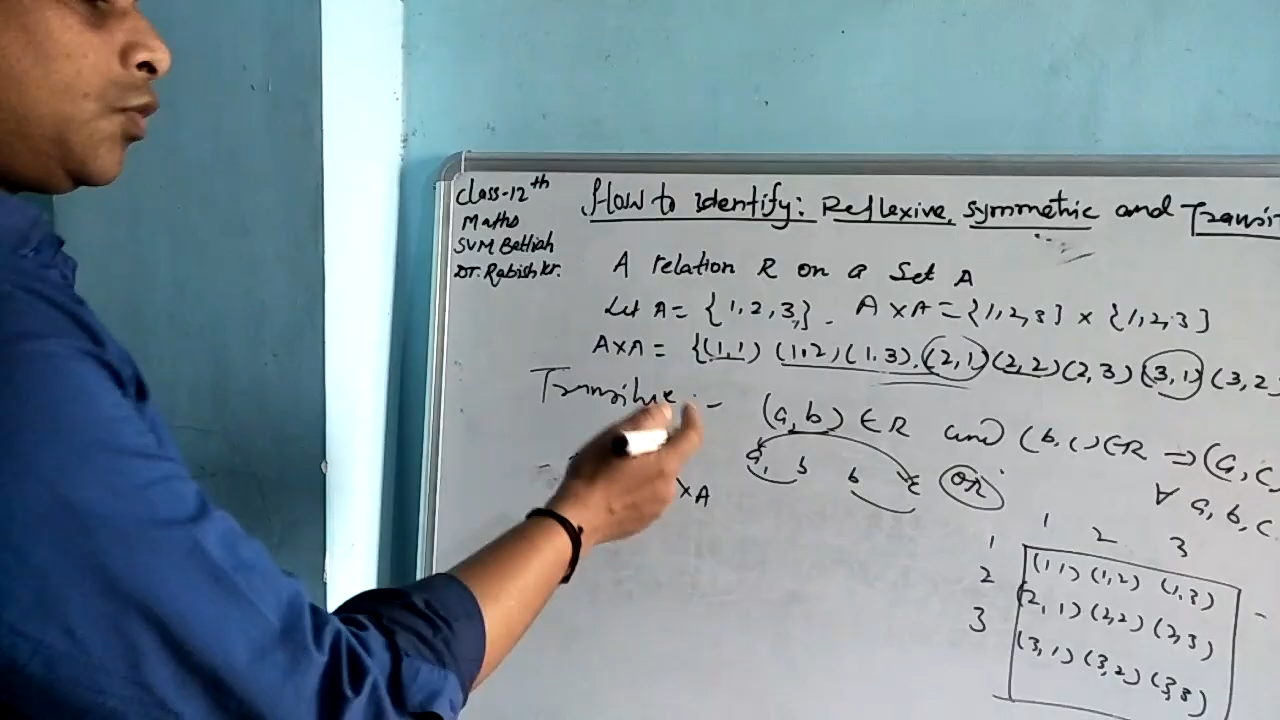 Class-12th
Maths
SVM Bettiah
DT. Rabish kr.
How to identify: Reflexive, symmetric and Transi
A relation R on a Set A
Let A = {1,2,3}. A×A = {1,2,3} × {1,2,3}
A×A = {(1,1) (1,2) (1,3), (2,1) (2,2) (2,3) (3,1) (3,2
Transitive :-
(a,b) ∈ R and (b,c) ∈ R ⇒ (a,c
a, b b c OR
∀ a, b, c
×A
1 2 3
1 (1,1) (1,2) (1,3)
2 (2,1) (2,2) (2,3)
3 (3,1) (3,2) (3,3)